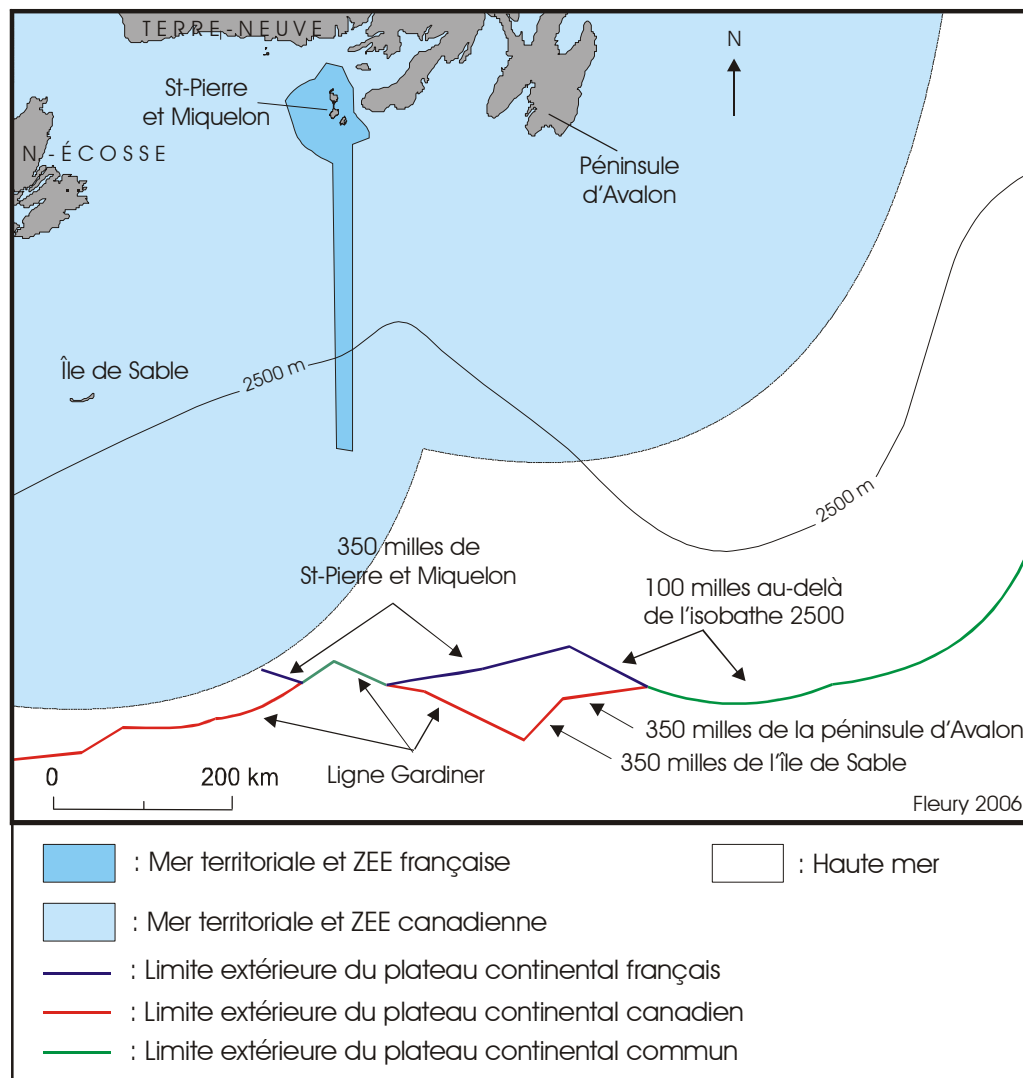 TERRE-NEUVE
N
St-Pierre
et Miquelon
N-ÉCOSSE
Péninsule
d'Avalon
Île de Sable
2500 m
2500 m
350 milles de
St-Pierre et Miquelon
100 milles au-delà
de l'isobathe 2500
350 milles de la péninsule d'Avalon
350 milles de l'île de Sable
Ligne Gardiner
0 200 km
Fleury 2006
: Mer territoriale et ZEE française
: Haute mer
: Mer territoriale et ZEE canadienne
: Limite extérieure du plateau continental français
: Limite extérieure du plateau continental canadien
: Limite extérieure du plateau continental commun